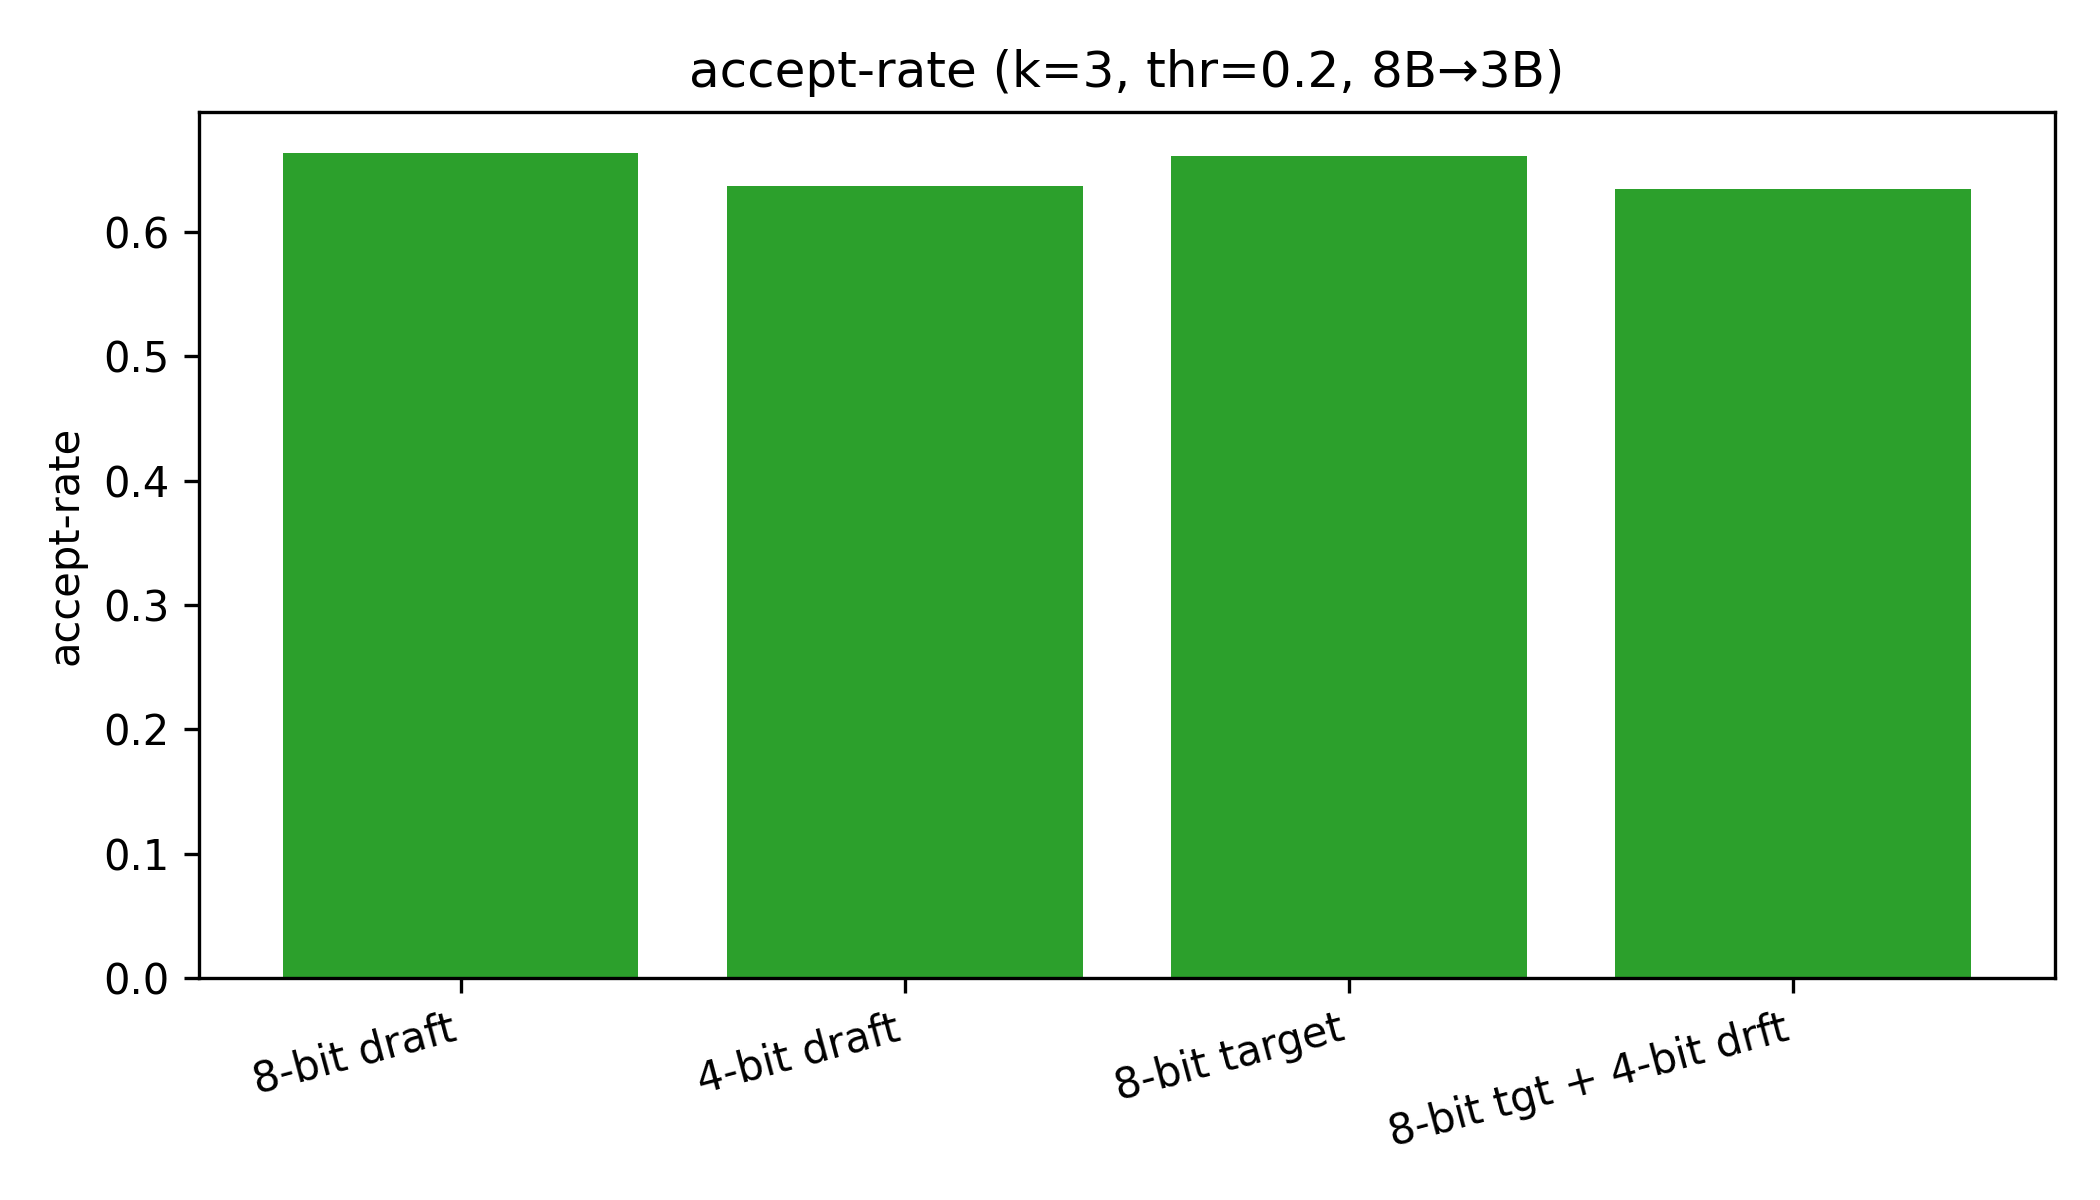 accept-rate (k=3, thr=0.2, 8B→3B)
accept-rate
0.6
0.5
0.4
0.3
0.2
0.1
0.0
8-bit draft
4-bit draft
8-bit target
8-bit tgt + 4-bit drft